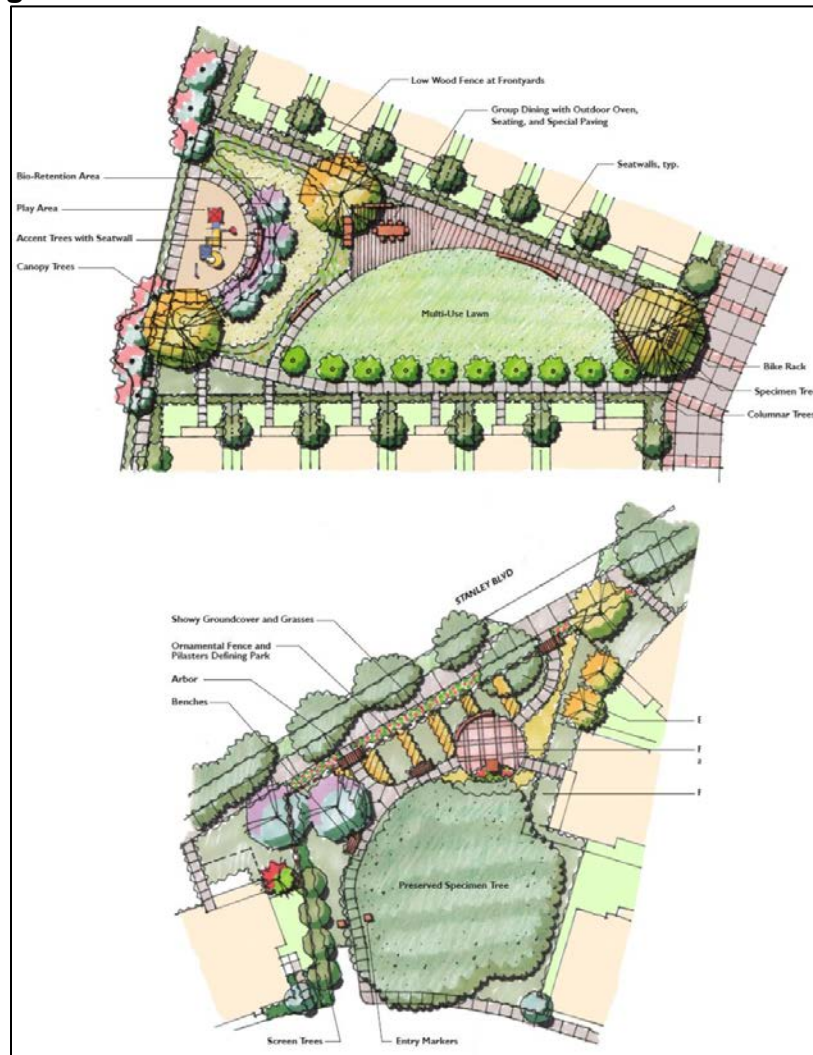 Low Wood Fence at Frontyards
Group Dining with Outdoor Oven,
Seating, and Special Paving
Seatwalls, typ.
Bio-Retention Area
Play Area
Accent Trees with Seatwall
Canopy Trees
Multi-Use Lawn
Bike Rack
Specimen Tre
Columnar Trees
STANLEY BLVD
Showy Groundcover and Grasses
Ornamental Fence and
Pilasters Defining Park
Arbor
Benches
Preserved Specimen Tree
Screen Trees
Entry Markers